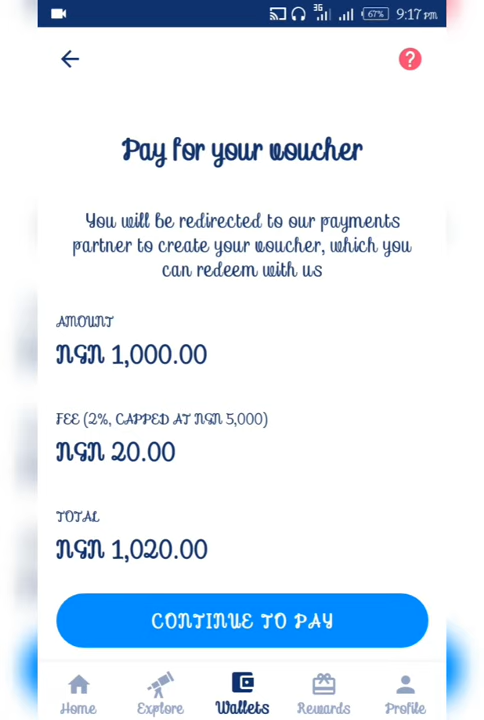 3G 67% 9:17 pm
?
Pay for your voucher
You will be redirected to our payments
partner to create your voucher, which you
can redeem with us
AMOUNT
NGN 1,000.00
FEE (2%, CAPPED AT NGN 5,000)
NGN 20.00
TOTAL
NGN 1,020.00
CONTINUE TO PAY
Home Explore Wallets Rewards Profile